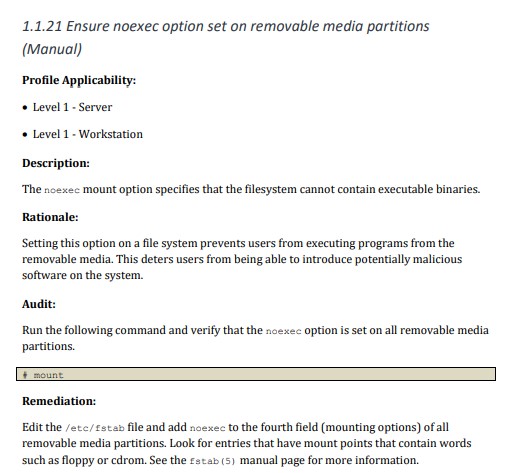 1.1.21 Ensure noexec option set on removable media partitions
(Manual)
Profile Applicability:
• Level 1 - Server
• Level 1 - Workstation
Description:
The noexec mount option specifies that the filesystem cannot contain executable binaries.
Rationale:
Setting this option on a file system prevents users from executing programs from the
removable media. This deters users from being able to introduce potentially malicious
software on the system.
Audit:
Run the following command and verify that the noexec option is set on all removable media
partitions.
# mount
Remediation:
Edit the /etc/fstab file and add noexec to the fourth field (mounting options) of all
removable media partitions. Look for entries that have mount points that contain words
such as floppy or cdrom. See the fstab(5) manual page for more information.